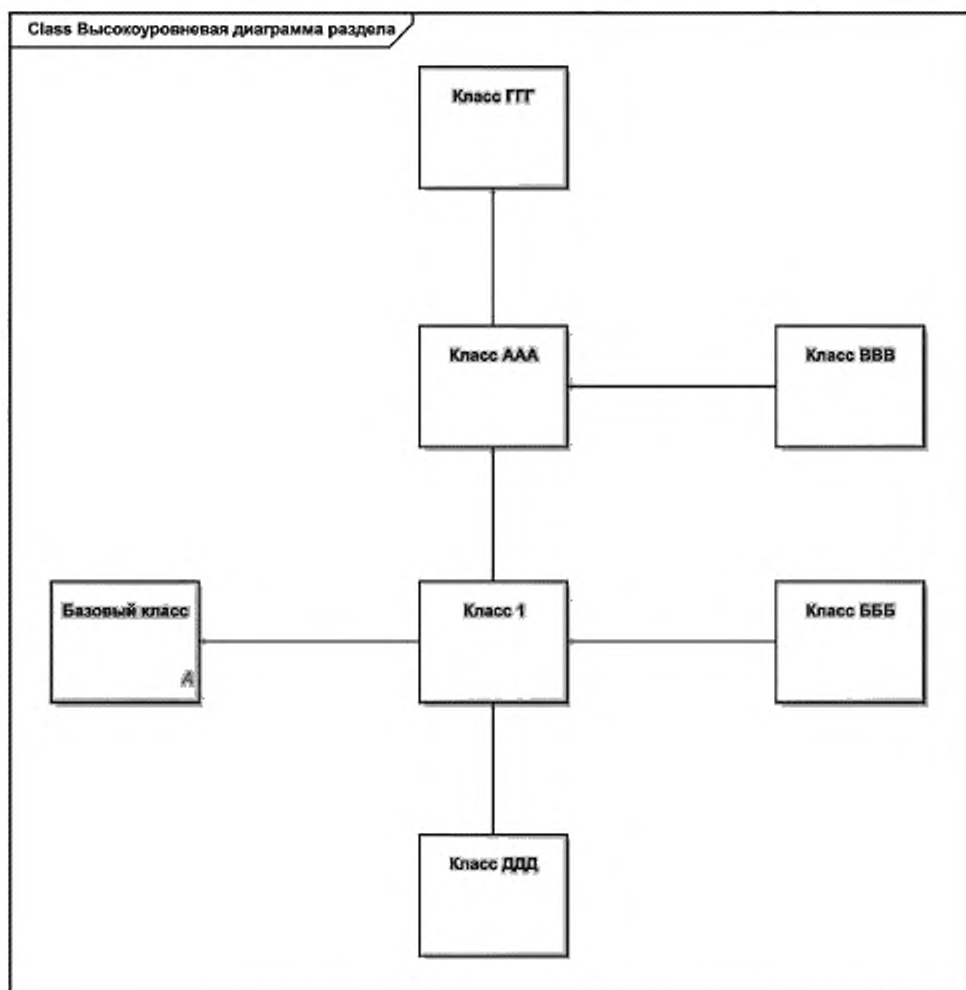 Class Высокоуровневая диаграмма раздела
Класс ГГГ
Класс ААА
Класс ВВВ
Базовый класс
А
Класс 1
Класс БББ
Класс ДДД